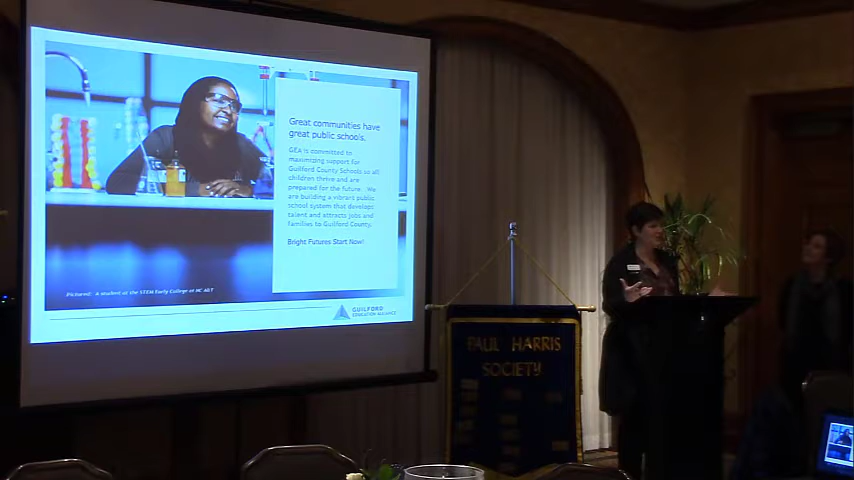 Great communities have
great public schools.
GEA is committed to
maximizing support for
Guilford County Schools so all
children thrive and are
prepared for the future. We
are building a vibrant public
school system that develops
talent and attracts jobs and
families to Guilford County.
Bright Futures Start Now!
Pictured: A student at the STEM Early College at NC A&T
GUILFORD
EDUCATION ALLIANCE
PAUL HARRIS
SOCIETY